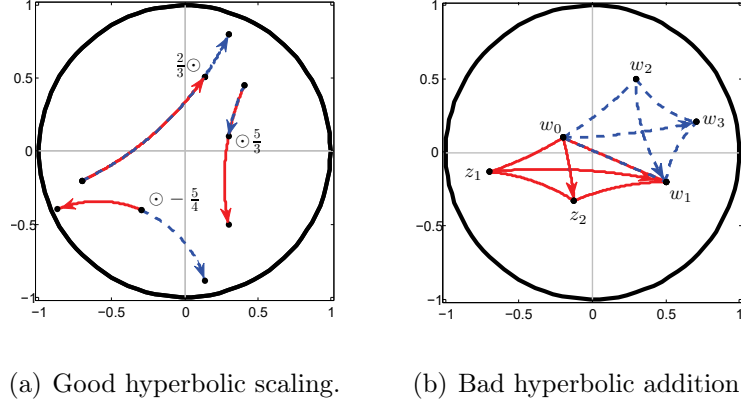 1
0.5
0
−0.5
−1
−1 −0.5 0 0.5 1
2/3 ⊙
⊙ 5/3
⊙ − 5/4
(a) Good hyperbolic scaling.
1
0.5
0
−0.5
−1
−1 −0.5 0 0.5 1
w₂
w₀
w₃
z₁
w₁
z₂
(b) Bad hyperbolic addition